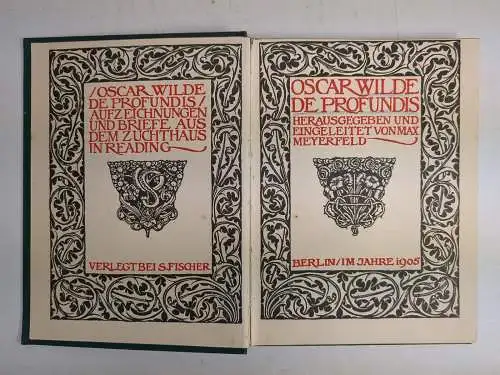 /OSCAR WILDE
DE PROFUNDIS/
AUFZEICHNUNGEN
UND BRIEFE AUS
DEM ZUCHTHAUS
IN READING
VERLEGT BEI S. FISCHER
OSCAR WILDE
DE PROFUNDIS
HERAUSGEGEBEN UND
EINGELEITET VON MAX
MEYERFELD
BERLIN/IM JAHRE 1905